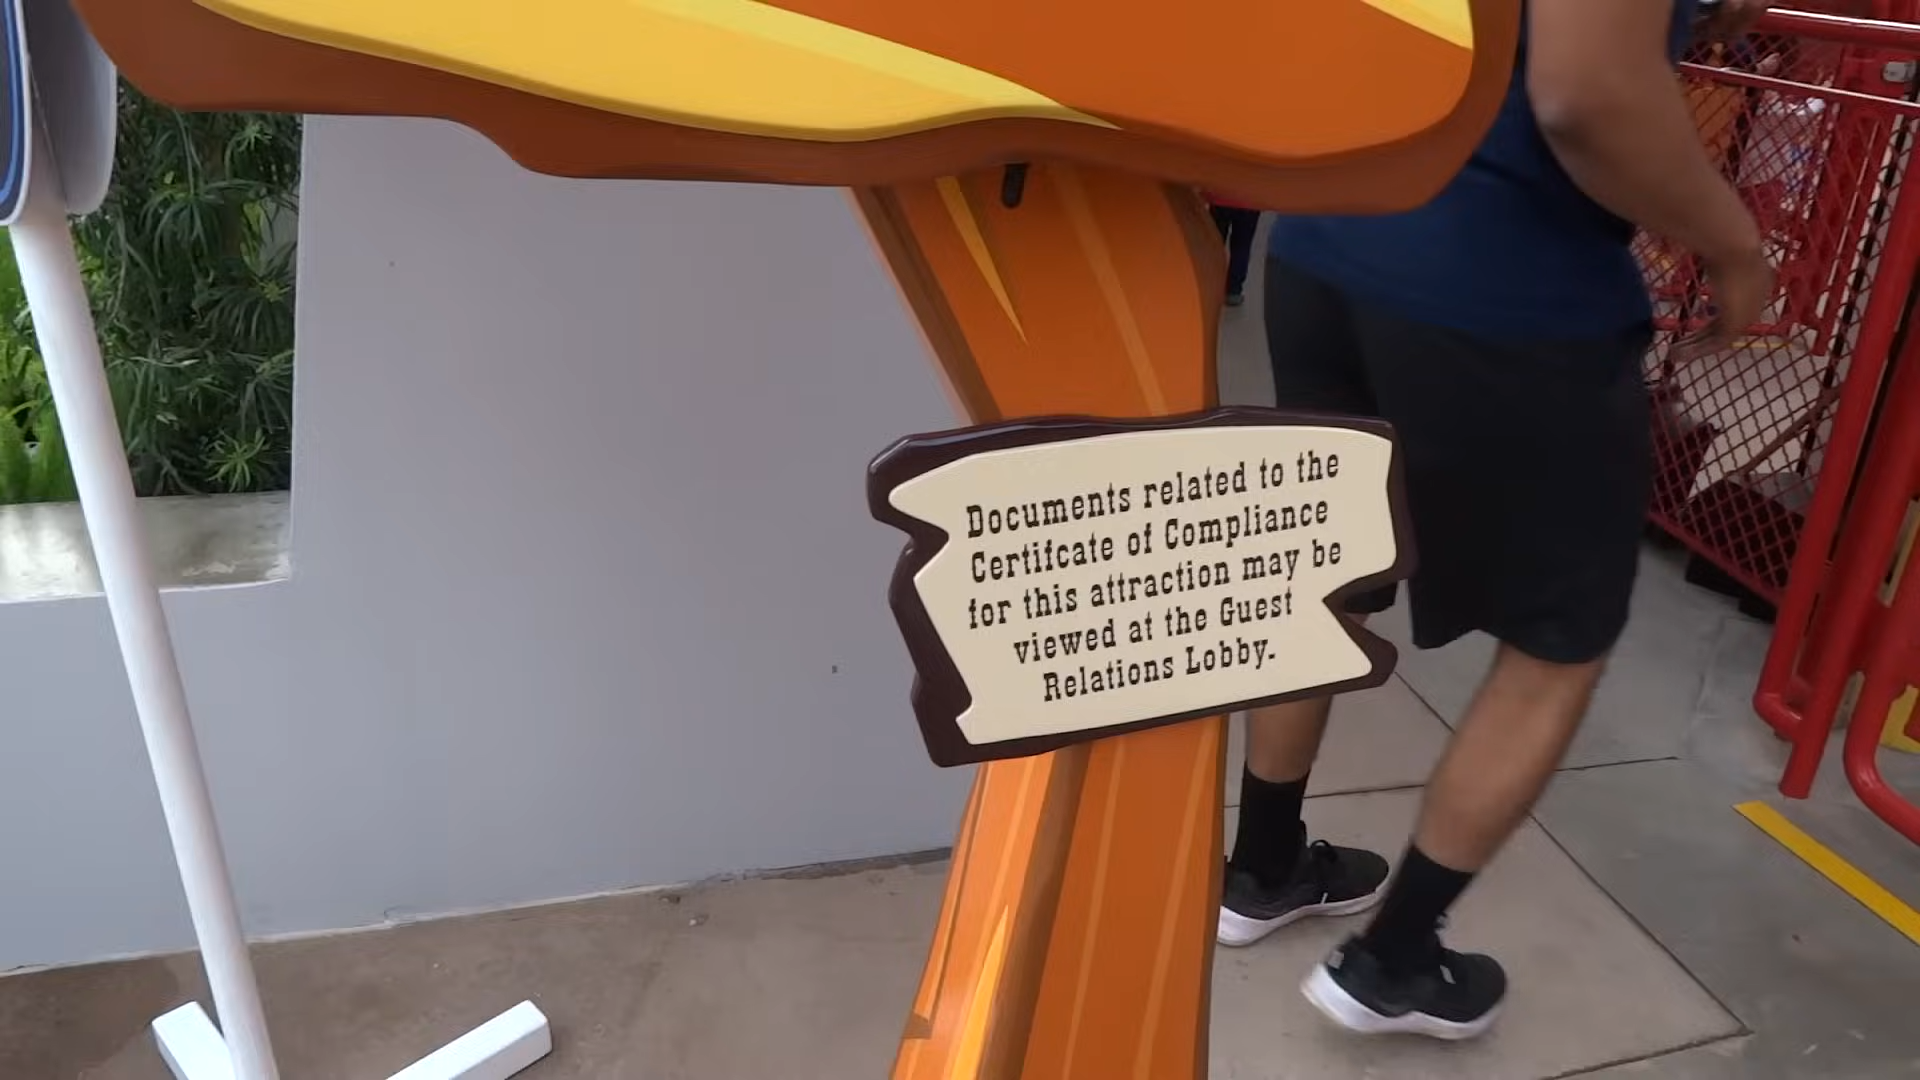 Documents related to the
Certifcate of Compliance
for this attraction may be
viewed at the Guest
Relations Lobby.